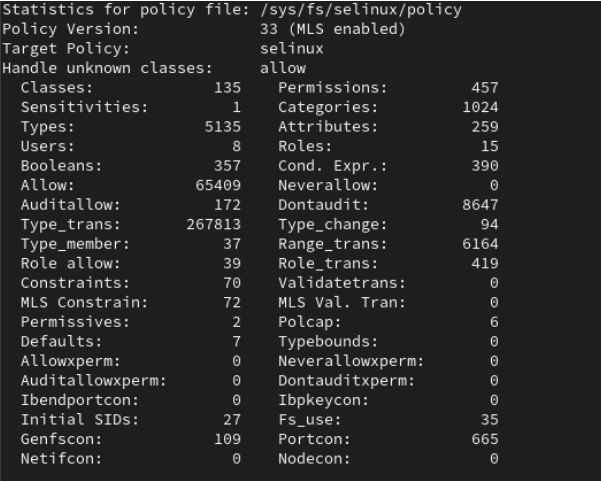 Statistics for policy file: /sys/fs/selinux/policy
Policy Version:             33 (MLS enabled)
Target Policy:              selinux
Handle unknown classes:     allow
  Classes:             135    Permissions:         457
  Sensitivities:         1    Categories:         1024
  Types:              5135    Attributes:          259
  Users:                 8    Roles:                15
  Booleans:            357    Cond. Expr.:         390
  Allow:             65409    Neverallow:            0
  Auditallow:          172    Dontaudit:          8647
  Type_trans:       267813    Type_change:          94
  Type_member:          37    Range_trans:        6164
  Role allow:           39    Role_trans:          419
  Constraints:          70    Validatetrans:         0
  MLS Constrain:        72    MLS Val. Tran:         0
  Permissives:           2    Polcap:                6
  Defaults:              7    Typebounds:            0
  Allowxperm:            0    Neverallowxperm:       0
  Auditallowxperm:       0    Dontauditxperm:        0
  Ibendportcon:          0    Ibpkeycon:             0
  Initial SIDs:         27    Fs_use:               35
  Genfscon:            109    Portcon:             665
  Netifcon:              0    Nodecon:               0